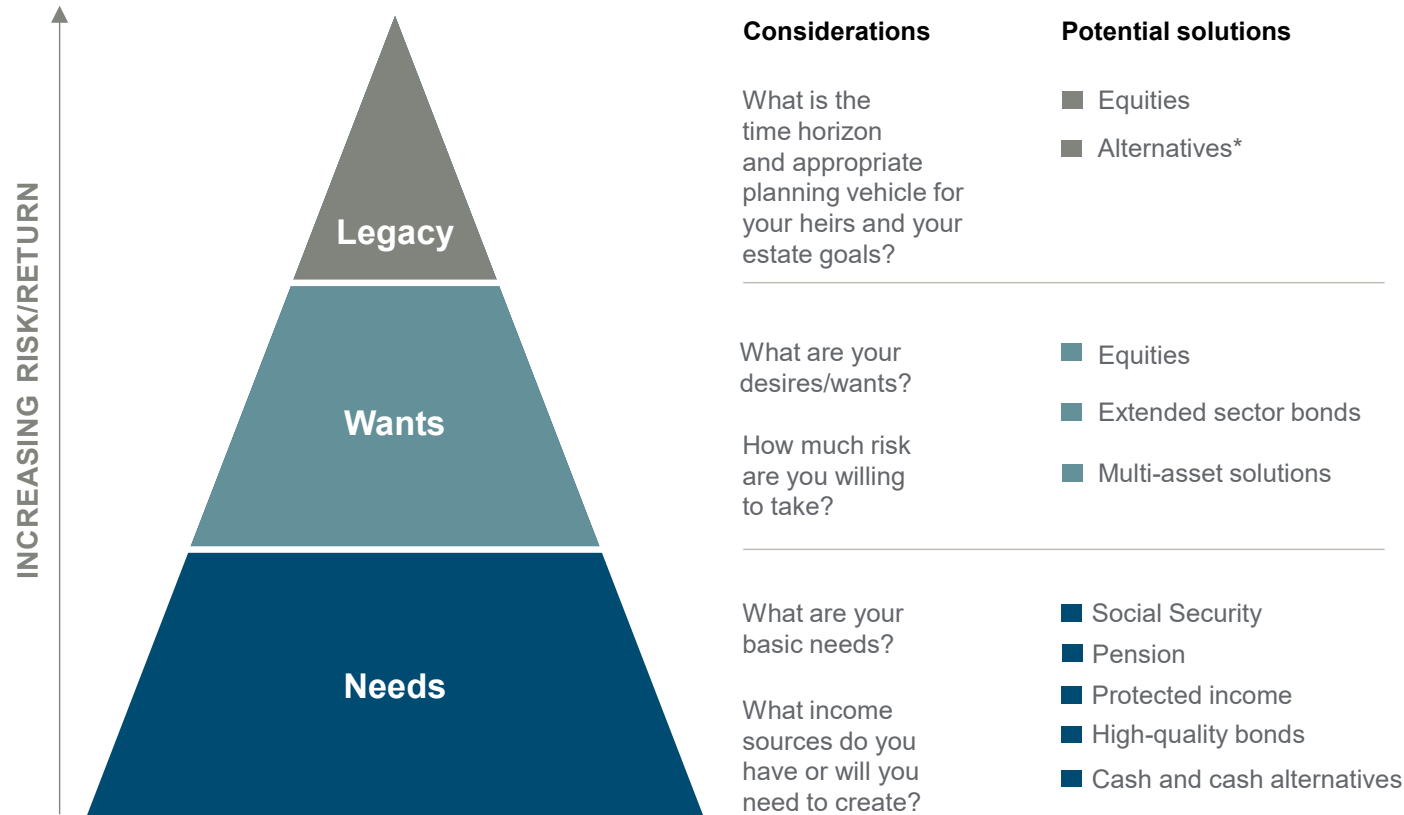 INCREASING RISK/RETURN
Legacy
Wants
Needs
Considerations
Potential solutions
What is the
time horizon
and appropriate
planning vehicle for
your heirs and your
estate goals?
Equities
Alternatives*
What are your
desires/wants?
How much risk
are you willing
to take?
Equities
Extended sector bonds
Multi-asset solutions
What are your
basic needs?
What income
sources do you
have or will you
need to create?
Social Security
Pension
Protected income
High-quality bonds
Cash and cash alternatives